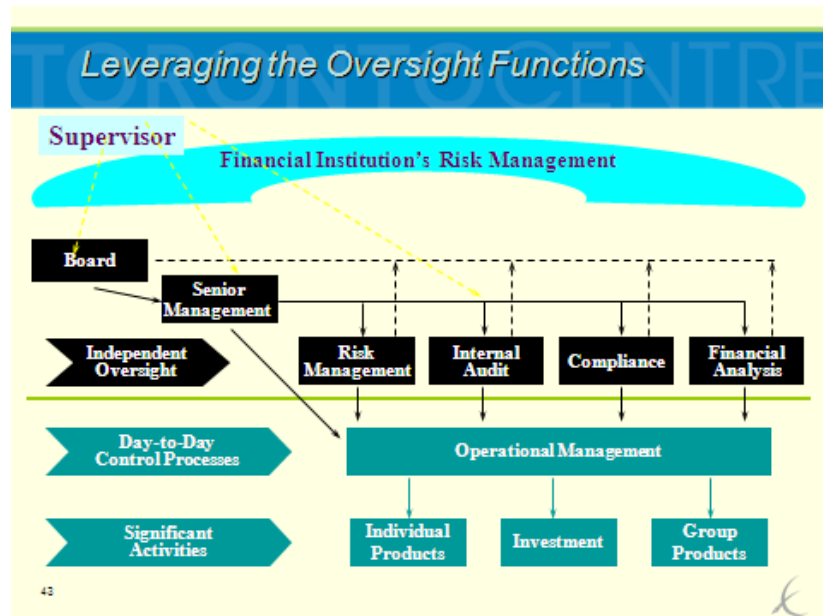 Leveraging the Oversight Functions
TORONTOCENTRE
Supervisor
Financial Institution's Risk Management
Board
Senior
Management
Independent
Oversight
Risk
Management
Internal
Audit
Compliance
Financial
Analysis
Day-to-Day
Control Processes
Operational Management
Significant
Activities
Individual
Products
Investment
Group
Products
43